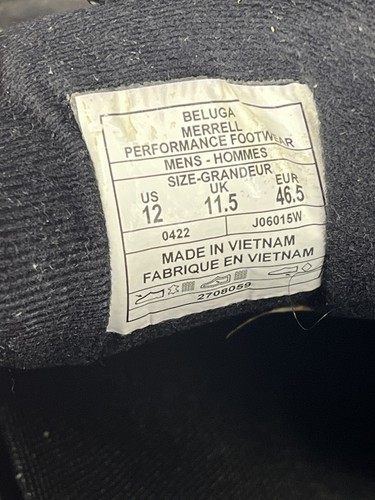 BELUGA
MERRELL
PERFORMANCE FOOTWEAR
MENS - HOMMES
SIZE-GRANDEUR
US UK EUR
12 11.5 46.5
0422 J06015W
MADE IN VIETNAM
FABRIQUE EN VIETNAM
2708059